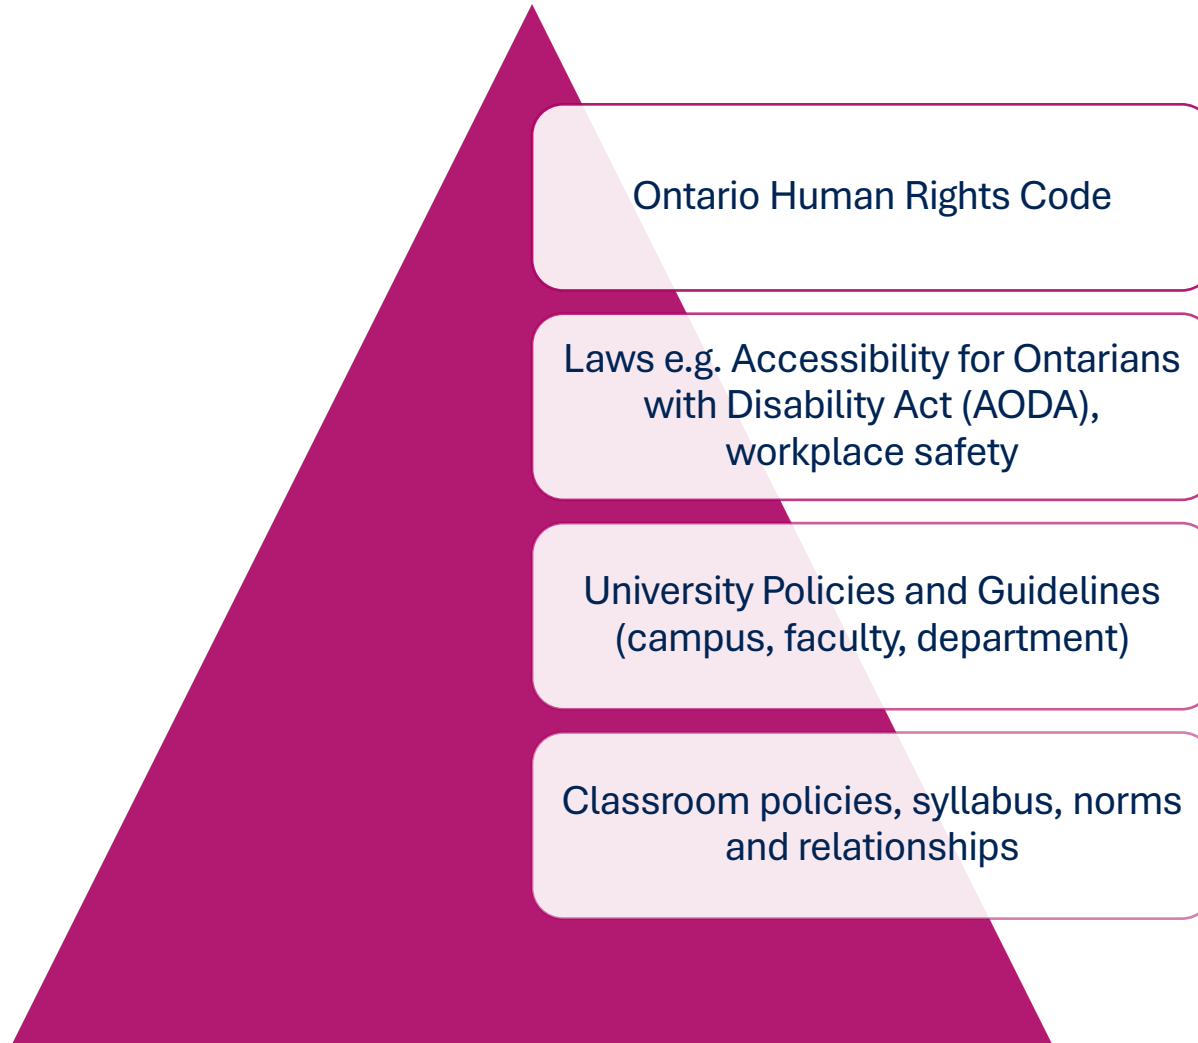 Ontario Human Rights Code
Laws e.g. Accessibility for Ontarians
with Disability Act (AODA),
workplace safety
University Policies and Guidelines
(campus, faculty, department)
Classroom policies, syllabus, norms
and relationships